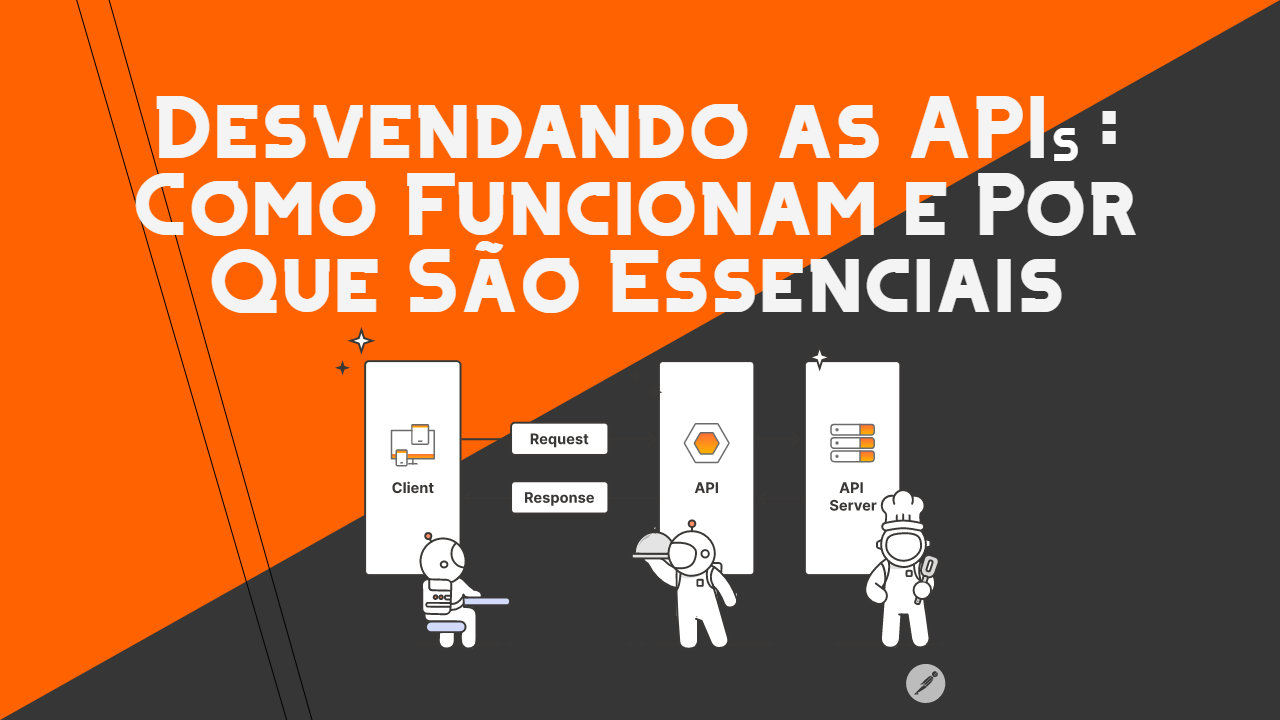 Desvendando as APIs :
Como Funcionam e Por
Que São Essenciais
Request
Client
Response
API
API
Server